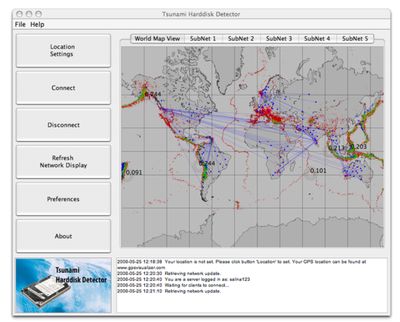 Tsunami Harddisk Detector
File Help
World Map View SubNet 1 SubNet 2 SubNet 3 SubNet 4 SubNet 5
Location
Settings
Connect
Disconnect
Refresh
Network Display
Preferences
About
0.244
0.244
0.091
0.101
0.213
0.203
Tsunami
Harddisk Detector
2006-05-25 12:19:39 Your location is not set. Please click button 'Location' to set. Your GPS location can be found at
www.gpsvisualizer.com
2006-05-25 12:20:30 Retrieving network update.
2006-05-25 12:20:40 You are a server logged in as: selina123
2006-05-25 12:20:40 Waiting for clients to connect...
2006-05-25 12:21:10 Retrieving network update.